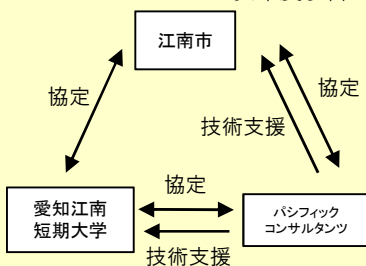 江南市
協定
協定
技術支援
協定
愛知江南
短期大学
パシフィック
コンサルタンツ
技術支援